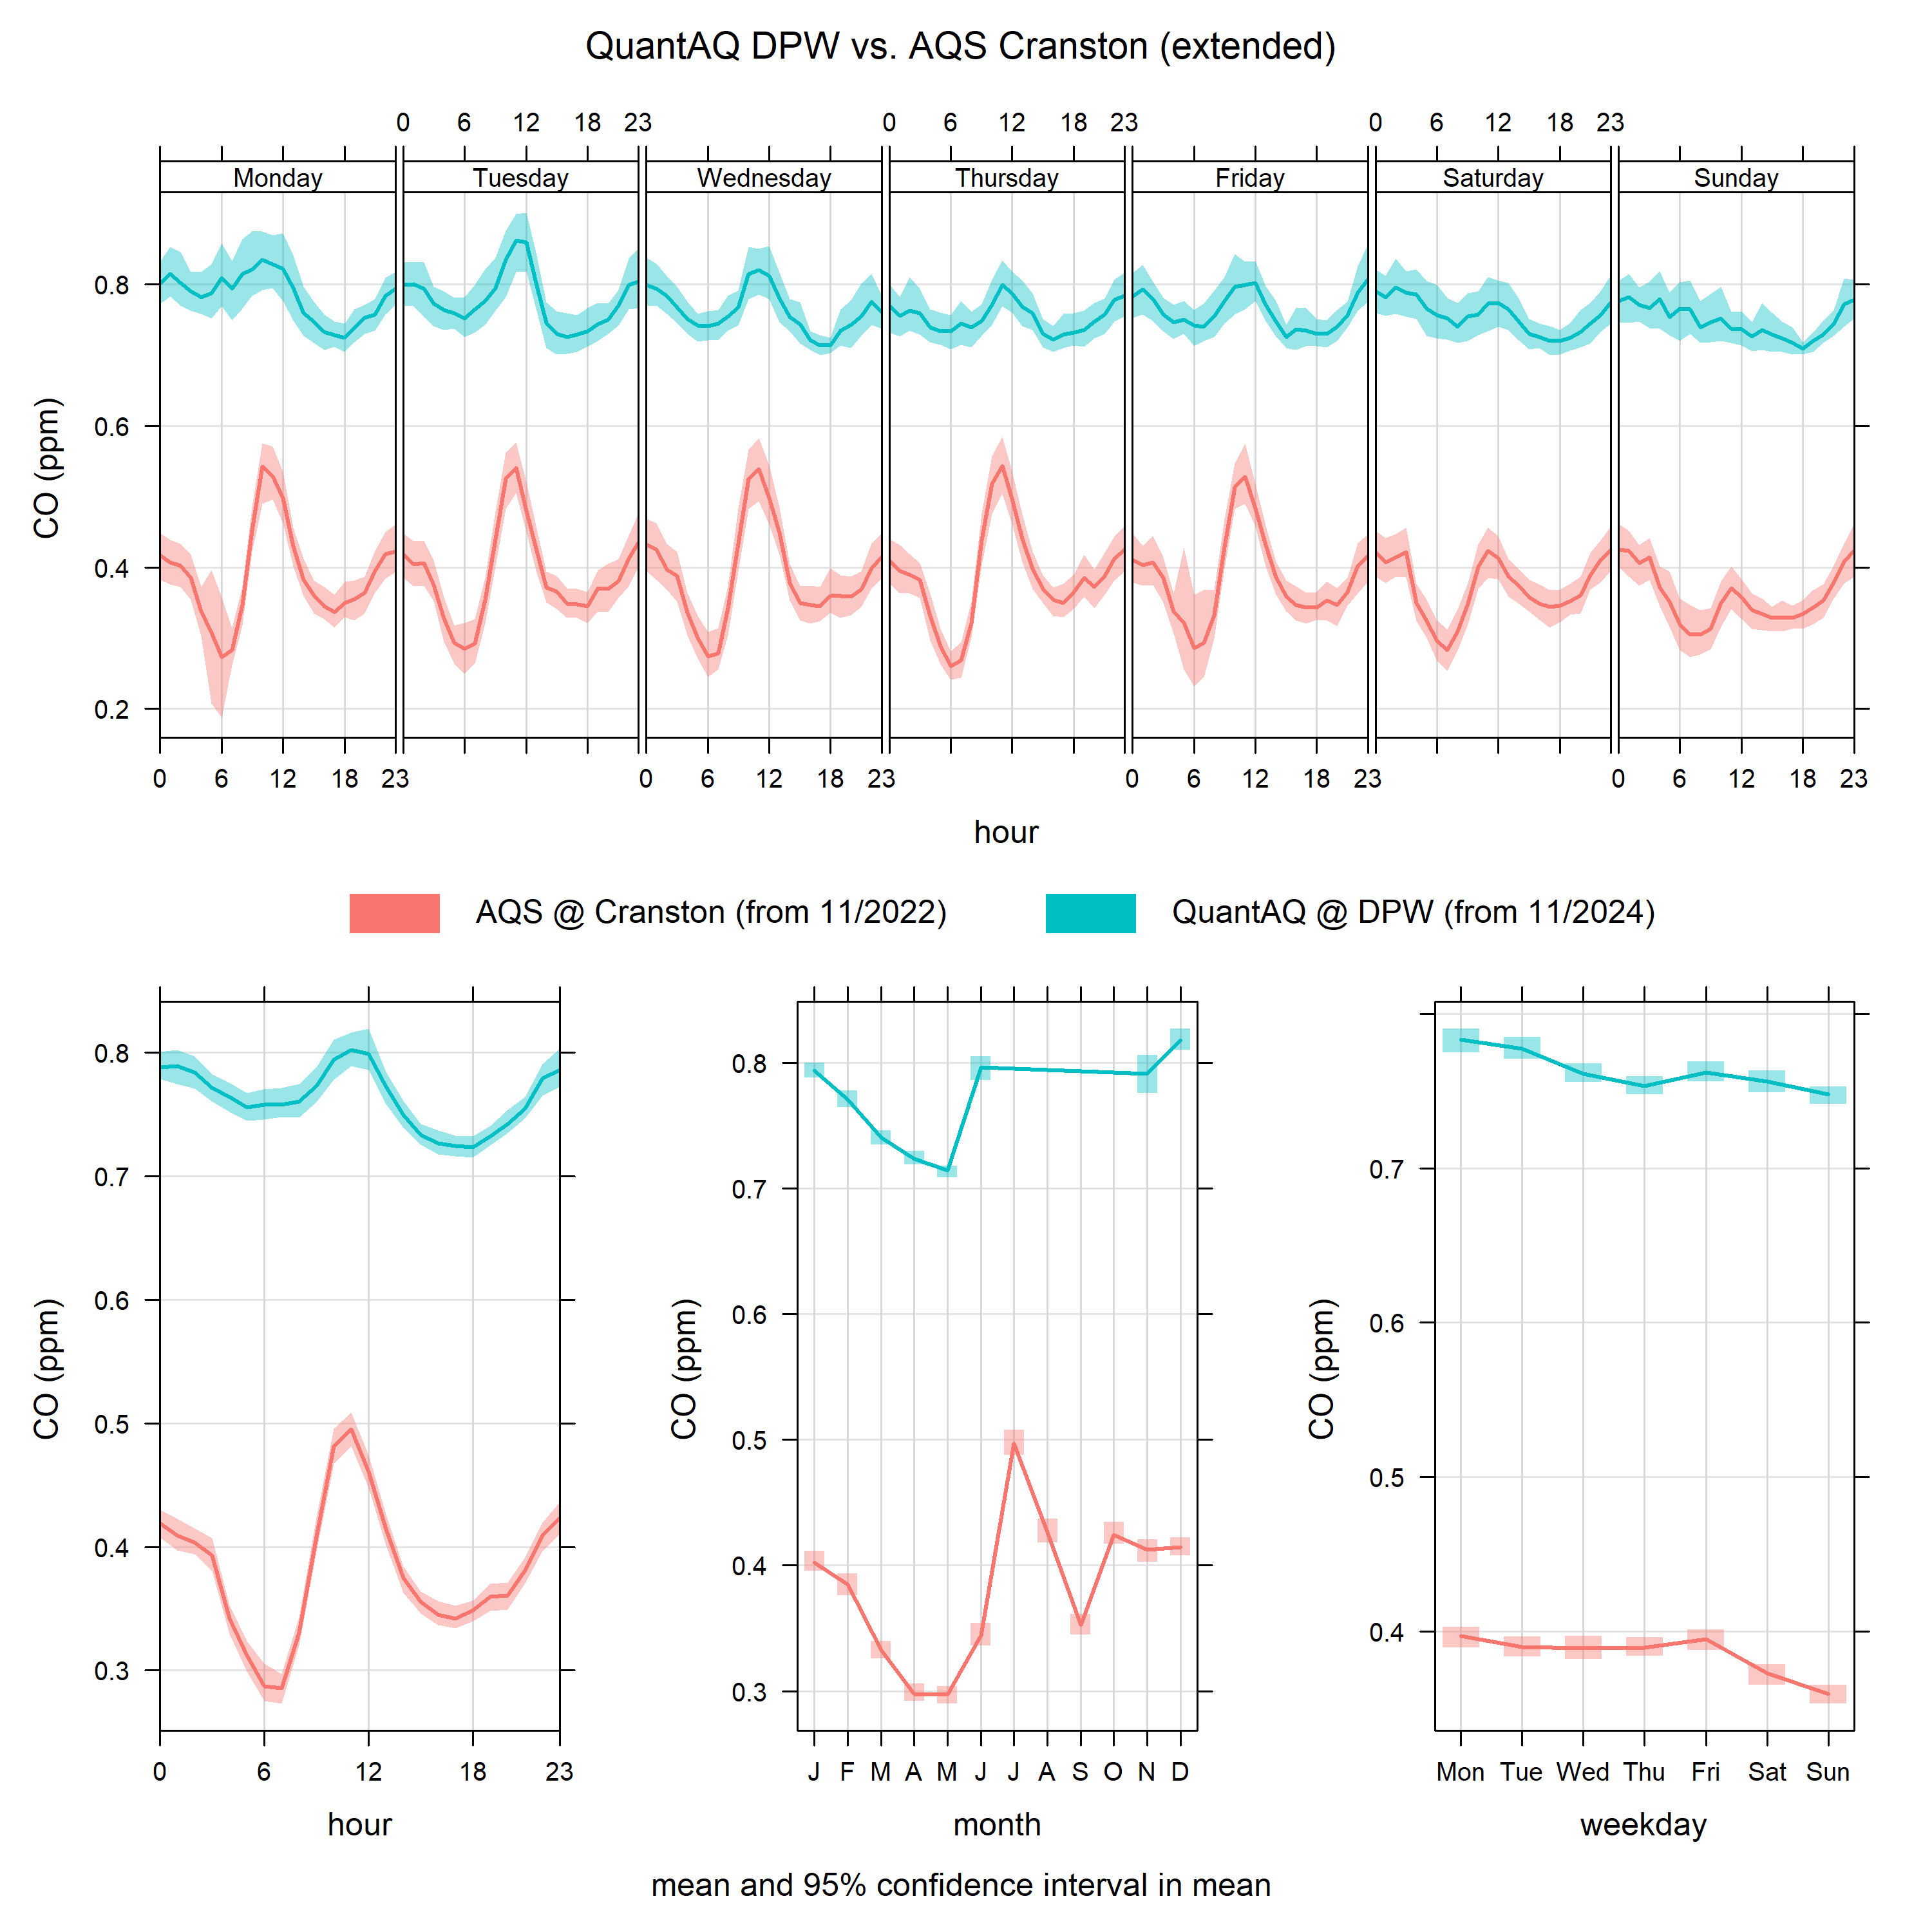 QuantAQ DPW vs. AQS Cranston (extended)
0 6 12 18 23 0 6 12 18 23 0 6 12 18 23
Monday Tuesday Wednesday Thursday Friday Saturday Sunday
0.8
0.6
0.4
0.2
CO (ppm)
0 6 12 18 23 0 6 12 18 23 0 6 12 18 23 0 6 12 18 23
hour
AQS @ Cranston (from 11/2022) QuantAQ @ DPW (from 11/2024)
0.8
0.7
0.6
0.5
0.4
0.3
CO (ppm)
0 6 12 18 23
hour
0.8
0.7
0.6
0.5
0.4
0.3
CO (ppm)
J F M A M J J A S O N D
month
0.7
0.6
0.5
0.4
CO (ppm)
Mon Tue Wed Thu Fri Sat Sun
weekday
mean and 95% confidence interval in mean